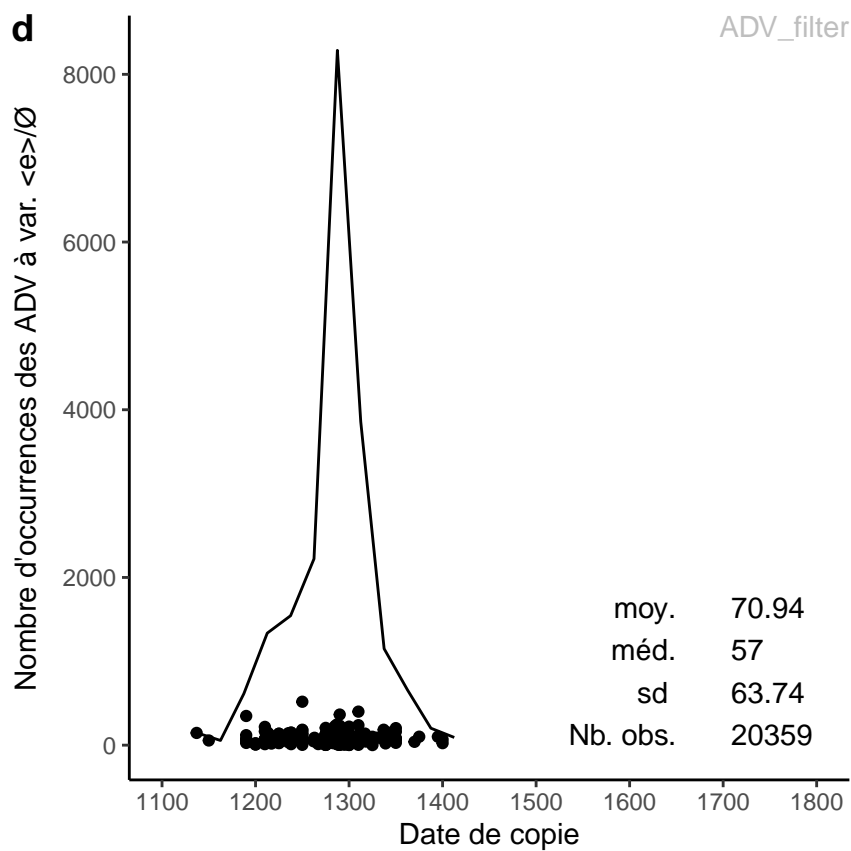 d
ADV_filter
Nombre d'occurrences des ADV à var. <e>/Ø
8000
6000
4000
2000
0
moy. 70.94
méd. 57
sd 63.74
Nb. obs. 20359
1100 1200 1300 1400 1500 1600 1700 1800
Date de copie